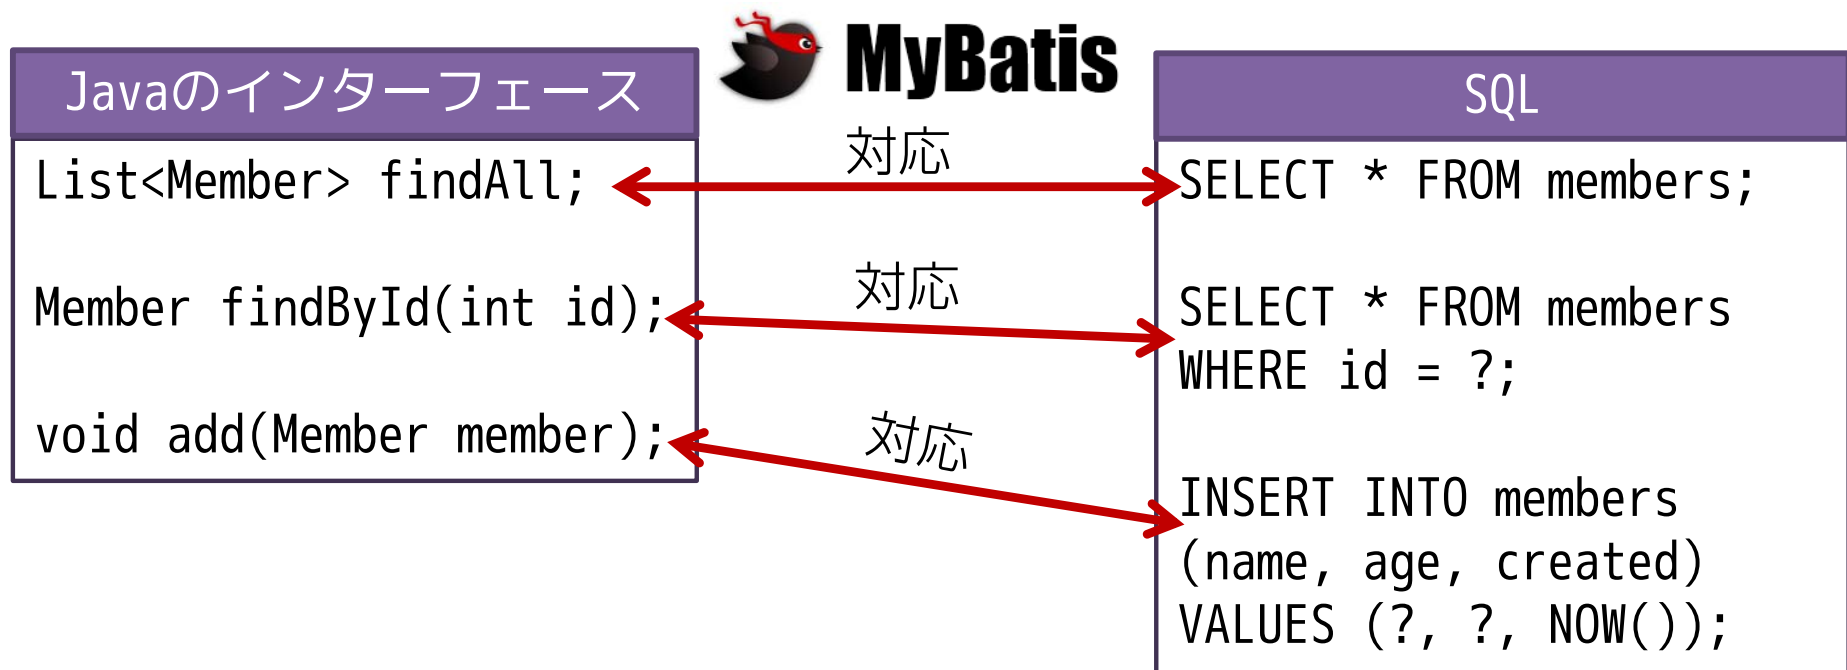 MyBatis
Javaのインターフェース
List<Member> findAll;
Member findById(int id);
void add(Member member);
対応
対応
対応
SQL
SELECT * FROM members;
SELECT * FROM members
WHERE id = ?;
INSERT INTO members
(name, age, created)
VALUES (?, ?, NOW());